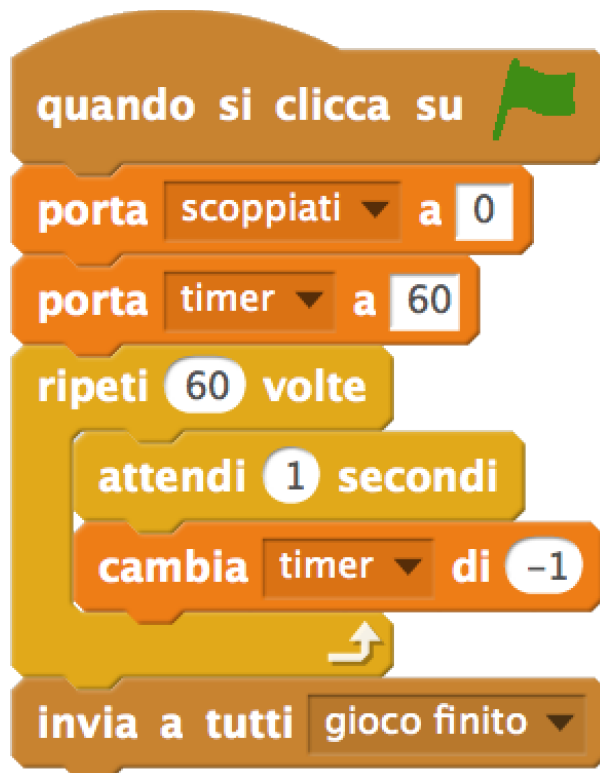 quando si clicca su
porta scoppiati a 0
porta timer a 60
ripeti 60 volte
attendi 1 secondi
cambia timer di -1
invia a tutti gioco finito